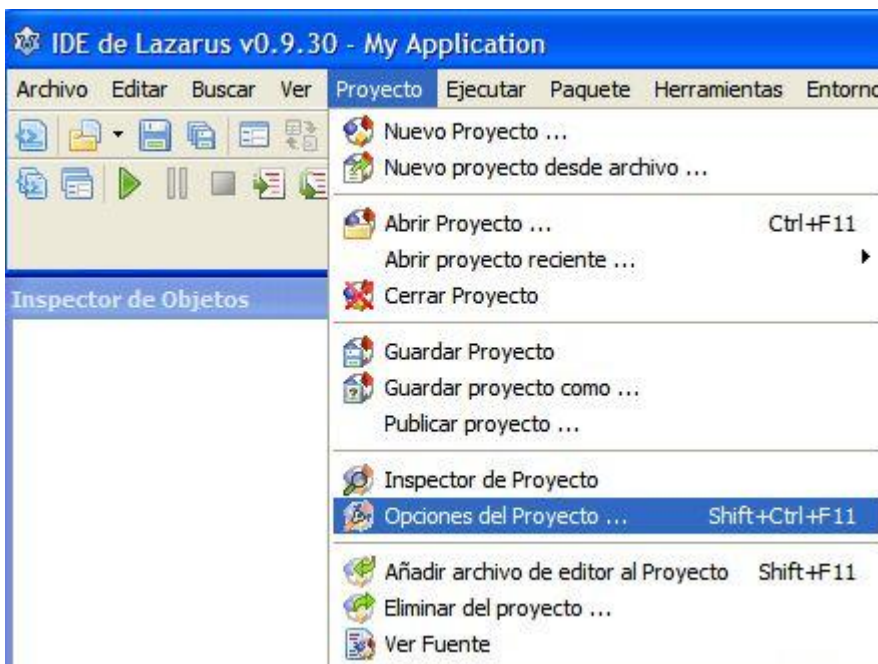 IDE de Lazarus v0.9.30 - My Application
Archivo Editar Buscar Ver Proyecto Ejecutar Paquete Herramientas Entorno
Nuevo Proyecto ...
Nuevo proyecto desde archivo ...
Abrir Proyecto ... Ctrl+F11
Abrir proyecto reciente ...
Inspector de Objetos
Cerrar Proyecto
Guardar Proyecto
Guardar proyecto como ...
Publicar proyecto ...
Inspector de Proyecto
Opciones del Proyecto ... Shift+Ctrl+F11
Añadir archivo de editor al Proyecto Shift+F11
Eliminar del proyecto ...
Ver Fuente